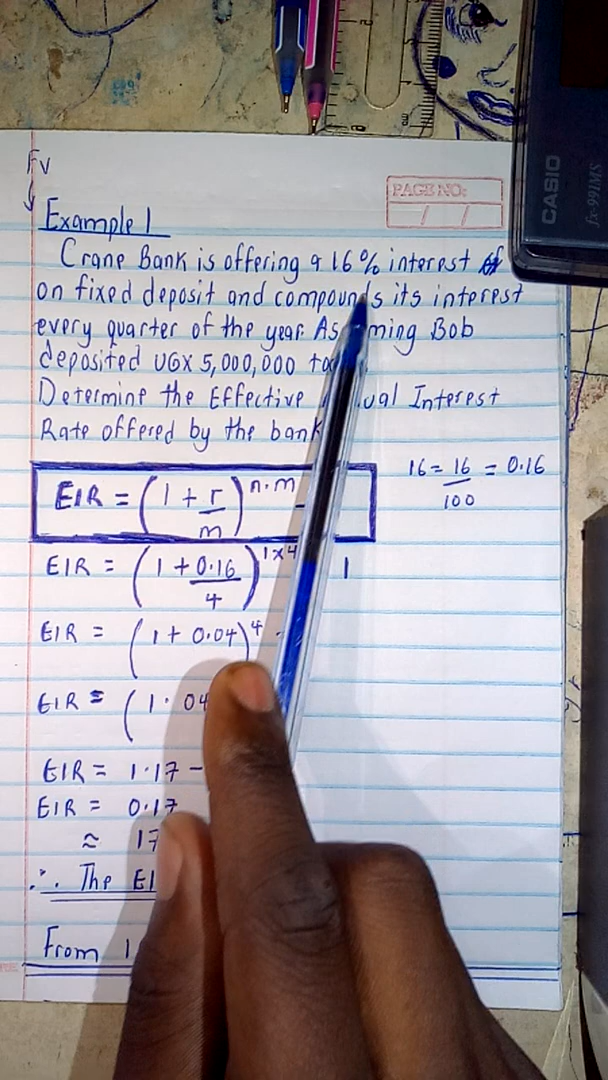 CASIO
fx-991MS
Fv
PAGE NO:
Example 1
Crane Bank is offering a 16% interest
on fixed deposit and compounds its interest
every quarter of the year. Bob
deposited UGX 5,000,000
Determine the Effective Interest
Rate offered by the bank
EIR = (1 + r/m)^n.m -
16 = 16/100 = 0.16
EIR = (1 + 0.16/4)^1x4 1
EIR = (1 + 0.04)^4 -
EIR = (1.04
EIR = 1.17 -
EIR = 0.17
≈ 17
∴ The EI
From 1